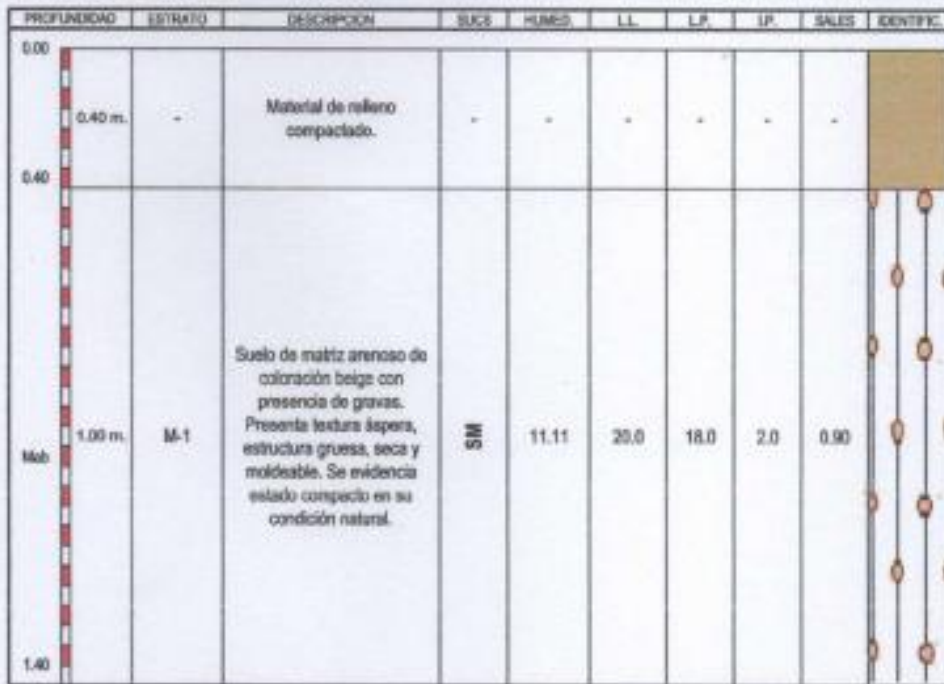 PROFUNDIDAD ESTRATO DESCRIPCION SUCS HUMED. L.L. L.P. I.P. SALES IDENTIFIC.
0.00
0.40 m. - Material de relleno
compactado. - - - - - -
0.40
Suelo de matriz arenoso de
coloración beige con
presencia de gravas.
Presenta textura áspera,
1.00 m. M-1 estructura gruesa, seca y SM 11.11 20.0 18.0 2.0 0.90
moldeable. Se evidencia
estado compacto en su
condición natural.
1.40